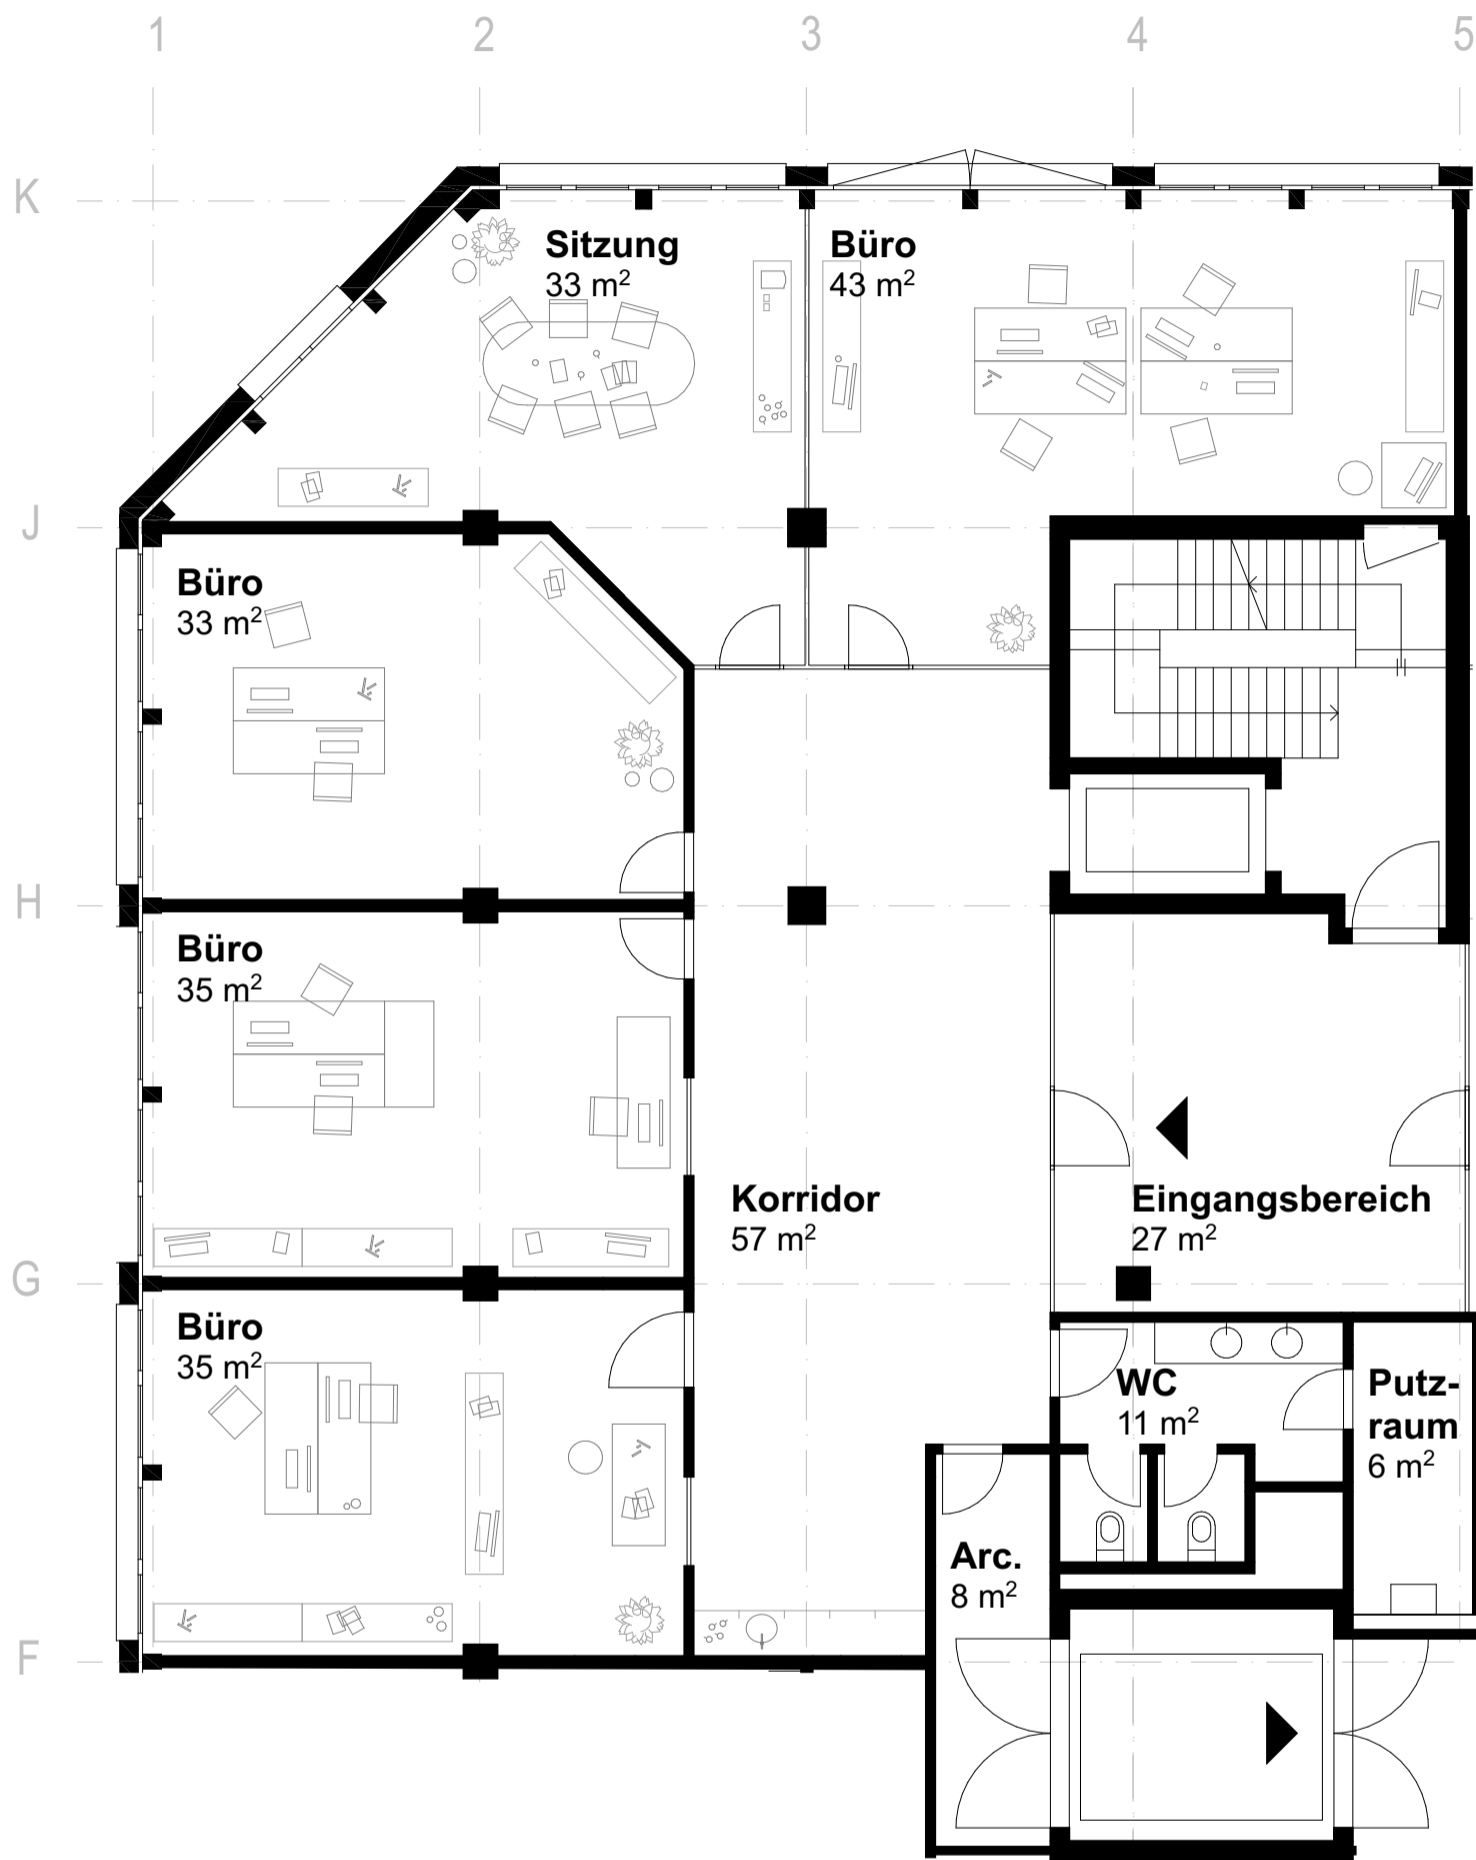 1 2 3 4 5
K
Sitzung
33 m²
Büro
43 m²
J
Büro
33 m²
H
Büro
35 m²
Korridor
57 m²
Eingangsbereich
27 m²
G
Büro
35 m²
WC
11 m²
Putz-
raum
6 m²
Arc.
8 m²
F